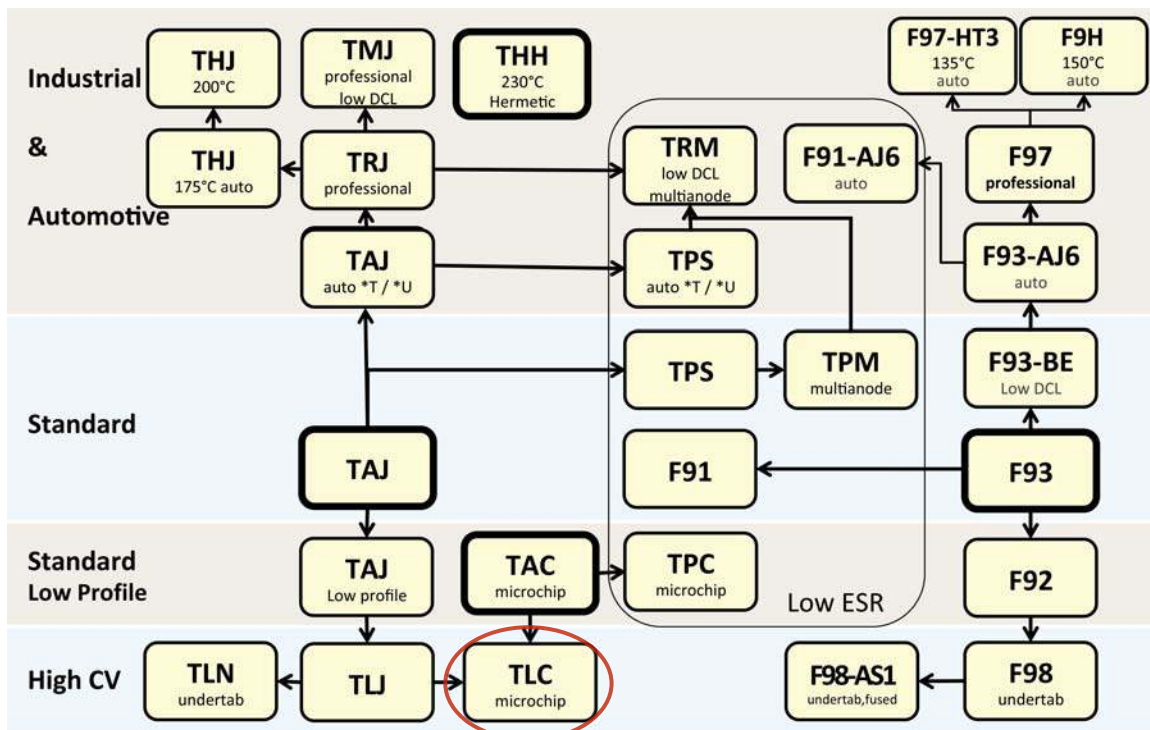 Industrial
&
Automotive
THJ
200°C
TMJ
professional
low DCL
THH
230°C
Hermetic
F97-HT3
135°C
auto
F9H
150°C
auto
THJ
175°C auto
TRJ
professional
TRM
low DCL
multianode
F91-AJ6
auto
F97
professional
TAJ
auto *T / *U
TPS
auto *T / *U
F93-AJ6
auto
Standard
TPS
TPM
multianode
F93-BE
Low DCL
TAJ
F91
F93
Standard
Low Profile
TAJ
Low profile
TAC
microchip
TPC
microchip
Low ESR
F92
High CV
TLN
undertab
TLJ
TLC
microchip
F98-AS1
undertab,fused
F98
undertab